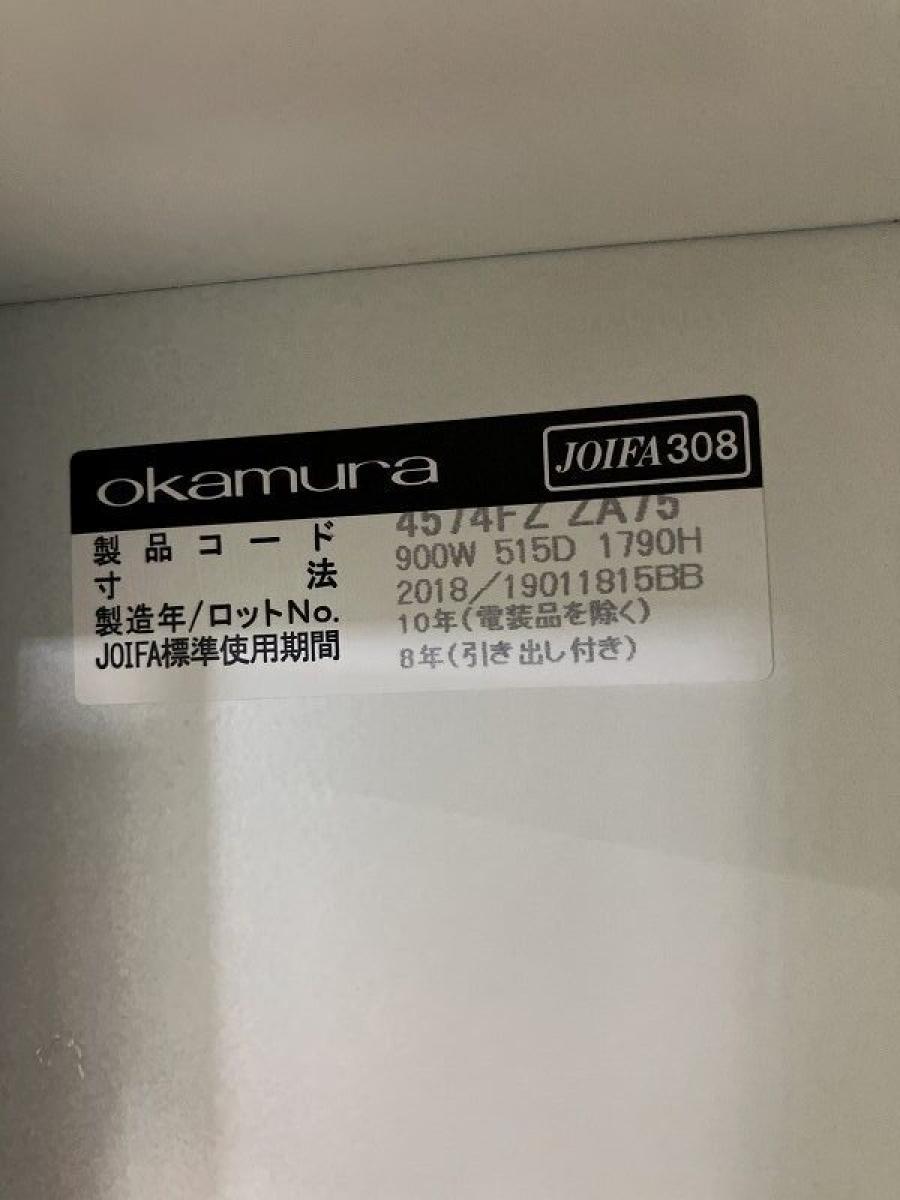 okamura JOIFA308
製品コード 4574FZ ZA75
寸法 900W 515D 1790H
製造年/ロットNo. 2018/19011815BB
JOIFA標準使用期間 10年(電装品を除く)
8年(引き出し付き)